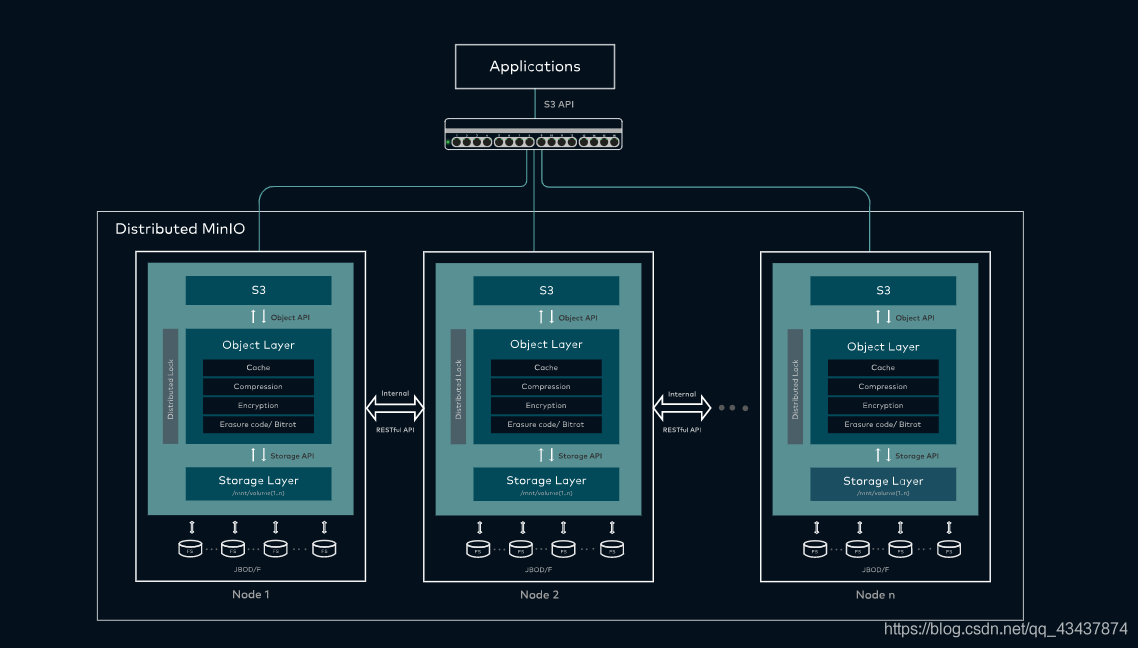 Applications
S3 API
Distributed MinIO
S3
Object API
Distributed Lock
Object Layer
Cache
Compression
Encryption
Erasure code/ Bitrot
Storage API
Storage Layer
/mnt/volume{1..n}
FS FS FS FS
JBOD/F
Node 1
Internal
RESTful API
S3
Object API
Distributed Lock
Object Layer
Cache
Compression
Encryption
Erasure code/ Bitrot
Storage API
Storage Layer
/mnt/volume{1..n}
FS FS FS FS
JBOD/F
Node 2
Internal
RESTful API
S3
Object API
Distributed Lock
Object Layer
Cache
Compression
Encryption
Erasure code/ Bitrot
Storage API
Storage Layer
/mnt/volume{1..n}
FS FS FS FS
JBOD/F
Node n
https://blog.csdn.net/qq_43437874